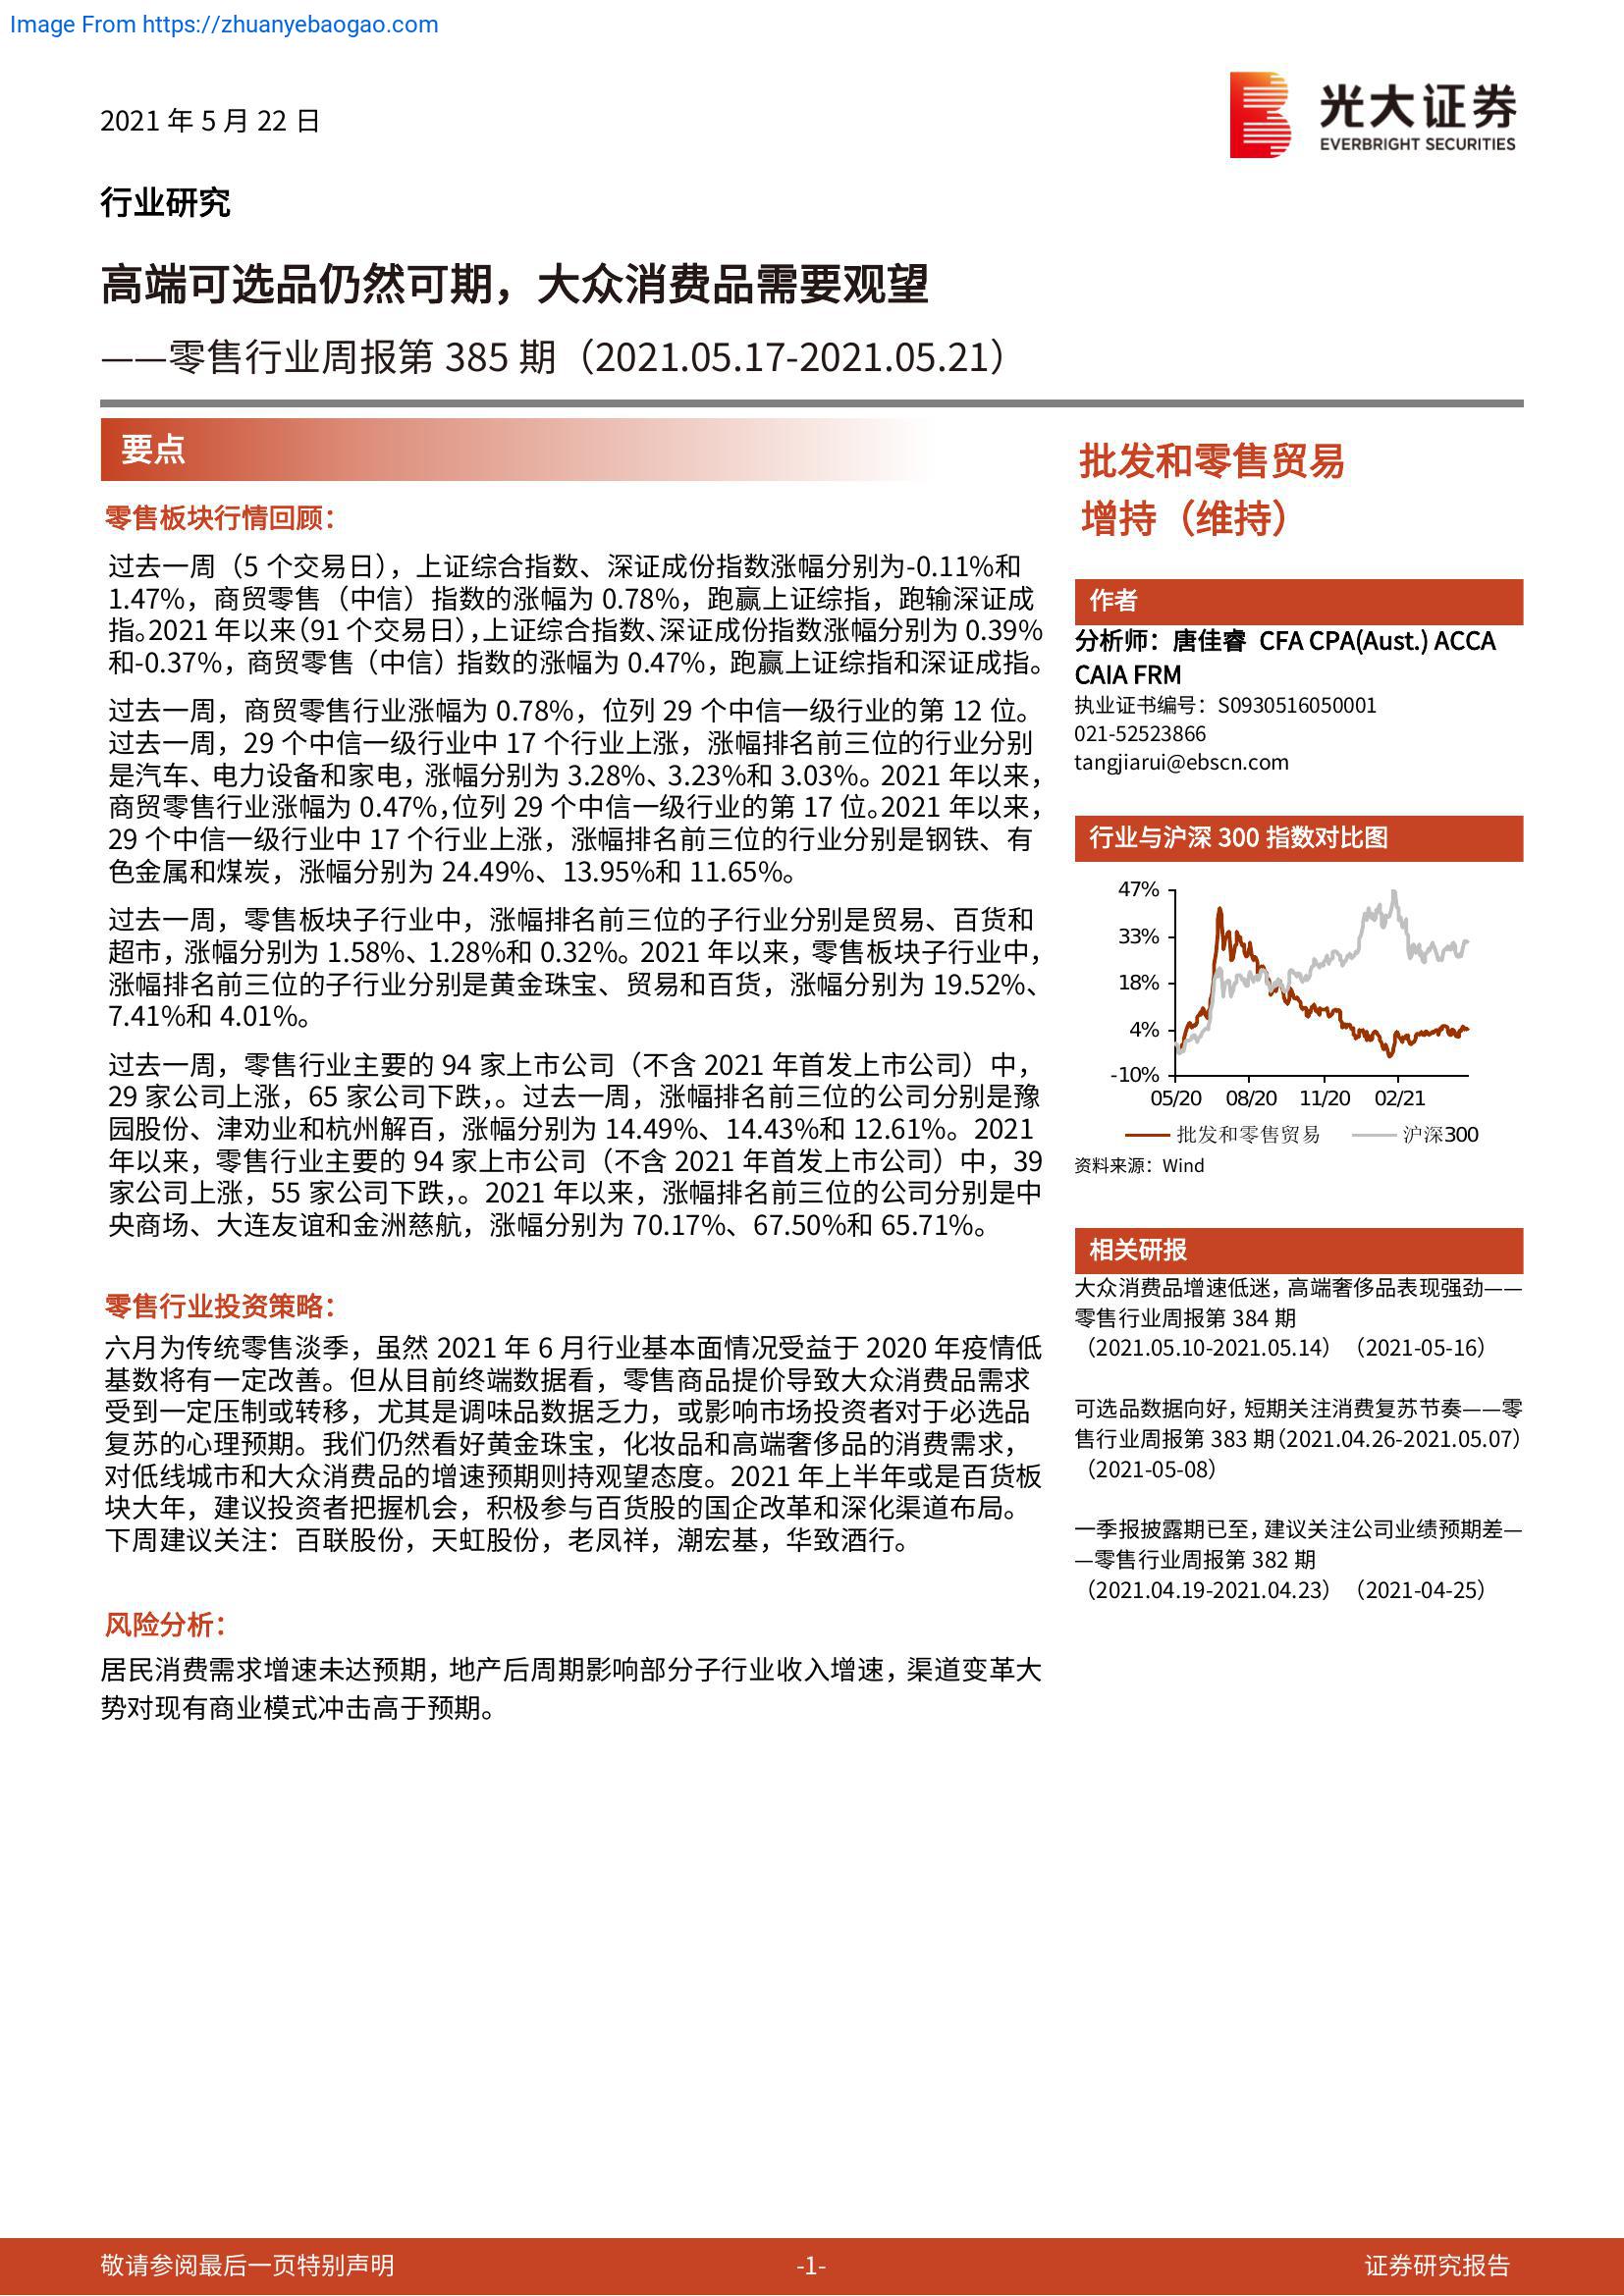 Image From https://zhuanyebaogao.com
2021 年 5 月 22 日
光大证券
EVERBRIGHT SECURITIES
行业研究
高端可选品仍然可期，大众消费品需要观望
——零售行业周报第 385 期（2021.05.17-2021.05.21）
要点
零售板块行情回顾：
过去一周（5 个交易日），上证综合指数、深证成份指数涨幅分别为-0.11%和
1.47%，商贸零售（中信）指数的涨幅为 0.78%，跑赢上证综指，跑输深证成
指。2021 年以来（91 个交易日），上证综合指数、深证成份指数涨幅分别为 0.39%
和-0.37%，商贸零售（中信）指数的涨幅为 0.47%，跑赢上证综指和深证成指。
过去一周，商贸零售行业涨幅为 0.78%，位列 29 个中信一级行业的第 12 位。
过去一周，29 个中信一级行业中 17 个行业上涨，涨幅排名前三位的行业分别
是汽车、电力设备和家电，涨幅分别为 3.28%、3.23%和 3.03%。2021 年以来，
商贸零售行业涨幅为 0.47%，位列 29 个中信一级行业的第 17 位。2021 年以来，
29 个中信一级行业中 17 个行业上涨，涨幅排名前三位的行业分别是钢铁、有
色金属和煤炭，涨幅分别为 24.49%、13.95%和 11.65%。
过去一周，零售板块子行业中，涨幅排名前三位的子行业分别是贸易、百货和
超市，涨幅分别为 1.58%、1.28%和 0.32%。2021 年以来，零售板块子行业中，
涨幅排名前三位的子行业分别是黄金珠宝、贸易和百货，涨幅分别为 19.52%、
7.41%和 4.01%。
过去一周，零售行业主要的 94 家上市公司（不含 2021 年首发上市公司）中，
29 家公司上涨，65 家公司下跌，。过去一周，涨幅排名前三位的公司分别是豫
园股份、津劝业和杭州解百，涨幅分别为 14.49%、14.43%和 12.61%。2021
年以来，零售行业主要的 94 家上市公司（不含 2021 年首发上市公司）中，39
家公司上涨，55 家公司下跌，。2021 年以来，涨幅排名前三位的公司分别是中
央商场、大连友谊和金洲慈航，涨幅分别为 70.17%、67.50%和 65.71%。
零售行业投资策略：
六月为传统零售淡季，虽然 2021 年 6 月行业基本面情况受益于 2020 年疫情低
基数将有一定改善。但从目前终端数据看，零售商品提价导致大众消费品需求
受到一定压制或转移，尤其是调味品数据乏力，或影响市场投资者对于必选品
复苏的心理预期。我们仍然看好黄金珠宝，化妆品和高端奢侈品的消费需求，
对低线城市和大众消费品的增速预期则持观望态度。2021 年上半年或是百货板
块大年，建议投资者把握机会，积极参与百货股的国企改革和深化渠道布局。
下周建议关注：百联股份，天虹股份，老凤祥，潮宏基，华致酒行。
风险分析：
居民消费需求增速未达预期，地产后周期影响部分子行业收入增速，渠道变革大
势对现有商业模式冲击高于预期。
批发和零售贸易
增持（维持）
作者
分析师：唐佳睿 CFA CPA(Aust.) ACCA
CAIA FRM
执业证书编号：S0930516050001
021-52523866
tangjiarui@ebscn.com
行业与沪深 300 指数对比图
47%
33%
18%
4%
-10%
05/20 08/20 11/20 02/21
批发和零售贸易 沪深300
资料来源：Wind
相关研报
大众消费品增速低迷，高端奢侈品表现强劲——
零售行业周报第 384 期
（2021.05.10-2021.05.14）（2021-05-16）
可选品数据向好，短期关注消费复苏节奏——零
售行业周报第 383 期（2021.04.26-2021.05.07）
（2021-05-08）
一季报披露期已至，建议关注公司业绩预期差—
—零售行业周报第 382 期
（2021.04.19-2021.04.23）（2021-04-25）
敬请参阅最后一页特别声明 -1- 证券研究报告